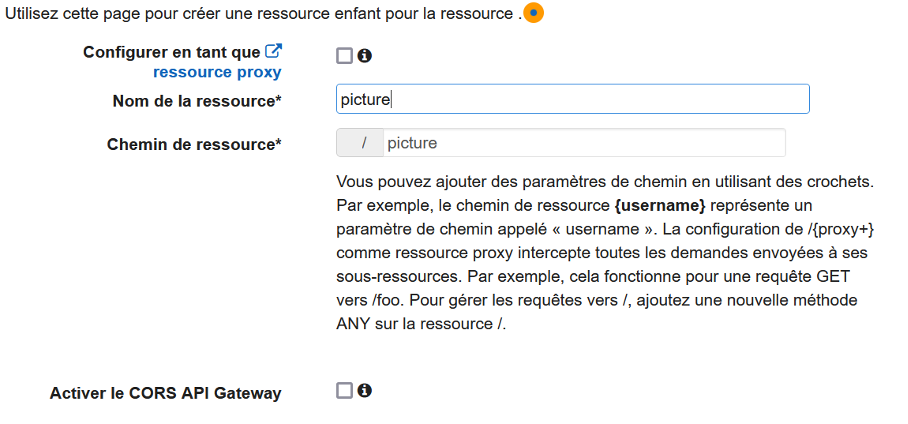 Utilisez cette page pour créer une ressource enfant pour la ressource .
Configurer en tant que
ressource proxy
Nom de la ressource*
picture
Chemin de ressource*
/ picture
Vous pouvez ajouter des paramètres de chemin en utilisant des crochets.
Par exemple, le chemin de ressource {username} représente un
paramètre de chemin appelé « username ». La configuration de /{proxy+}
comme ressource proxy intercepte toutes les demandes envoyées à ses
sous-ressources. Par exemple, cela fonctionne pour une requête GET
vers /foo. Pour gérer les requêtes vers /, ajoutez une nouvelle méthode
ANY sur la ressource /.
Activer le CORS API Gateway